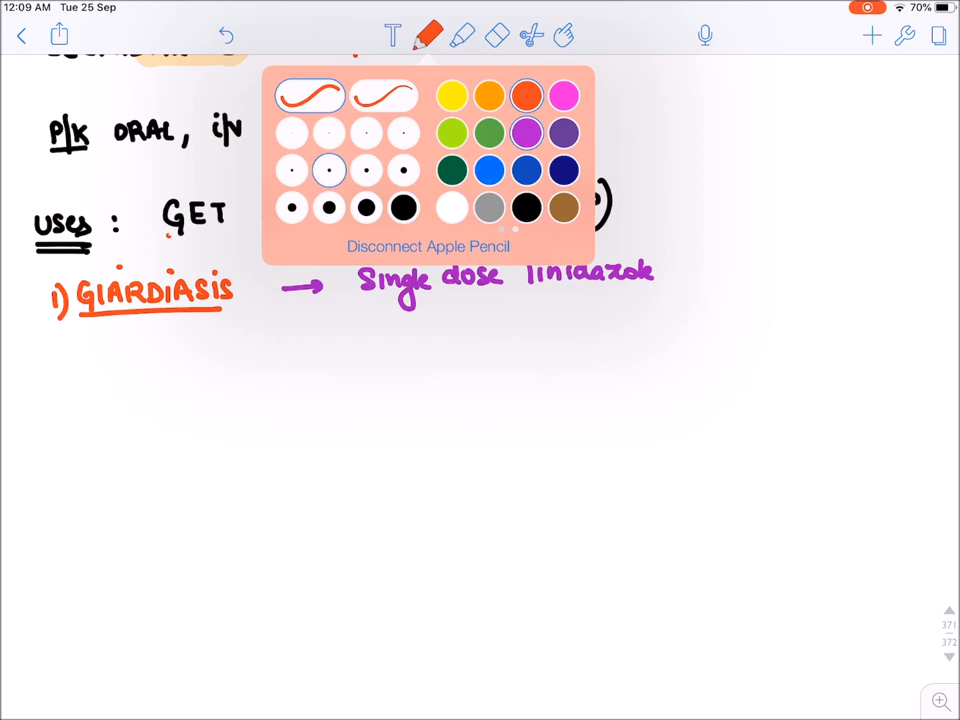 12:09 AM Tue 25 Sep 70%
T
P/K ORAL, i/v
USES : GET
Disconnect Apple Pencil
1) GIARDIASIS → Single dose Tinidazole
371
372